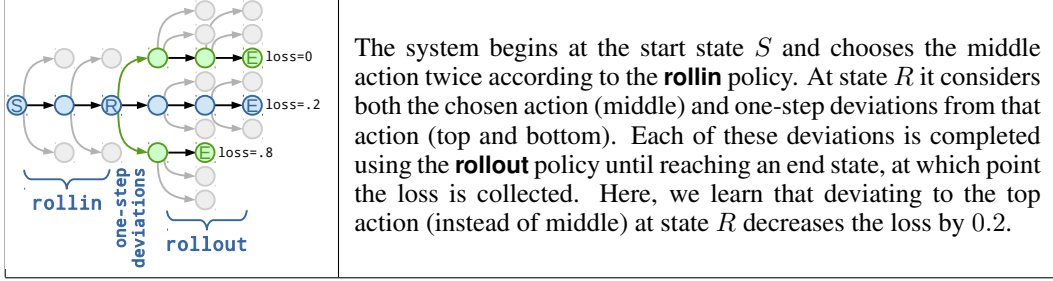 E loss=0
S R E loss=.2
E loss=.8
rollin
one-step
deviations
rollout
The system begins at the start state S and chooses the middle
action twice according to the rollin policy. At state R it considers
both the chosen action (middle) and one-step deviations from that
action (top and bottom). Each of these deviations is completed
using the rollout policy until reaching an end state, at which point
the loss is collected. Here, we learn that deviating to the top
action (instead of middle) at state R decreases the loss by 0.2.